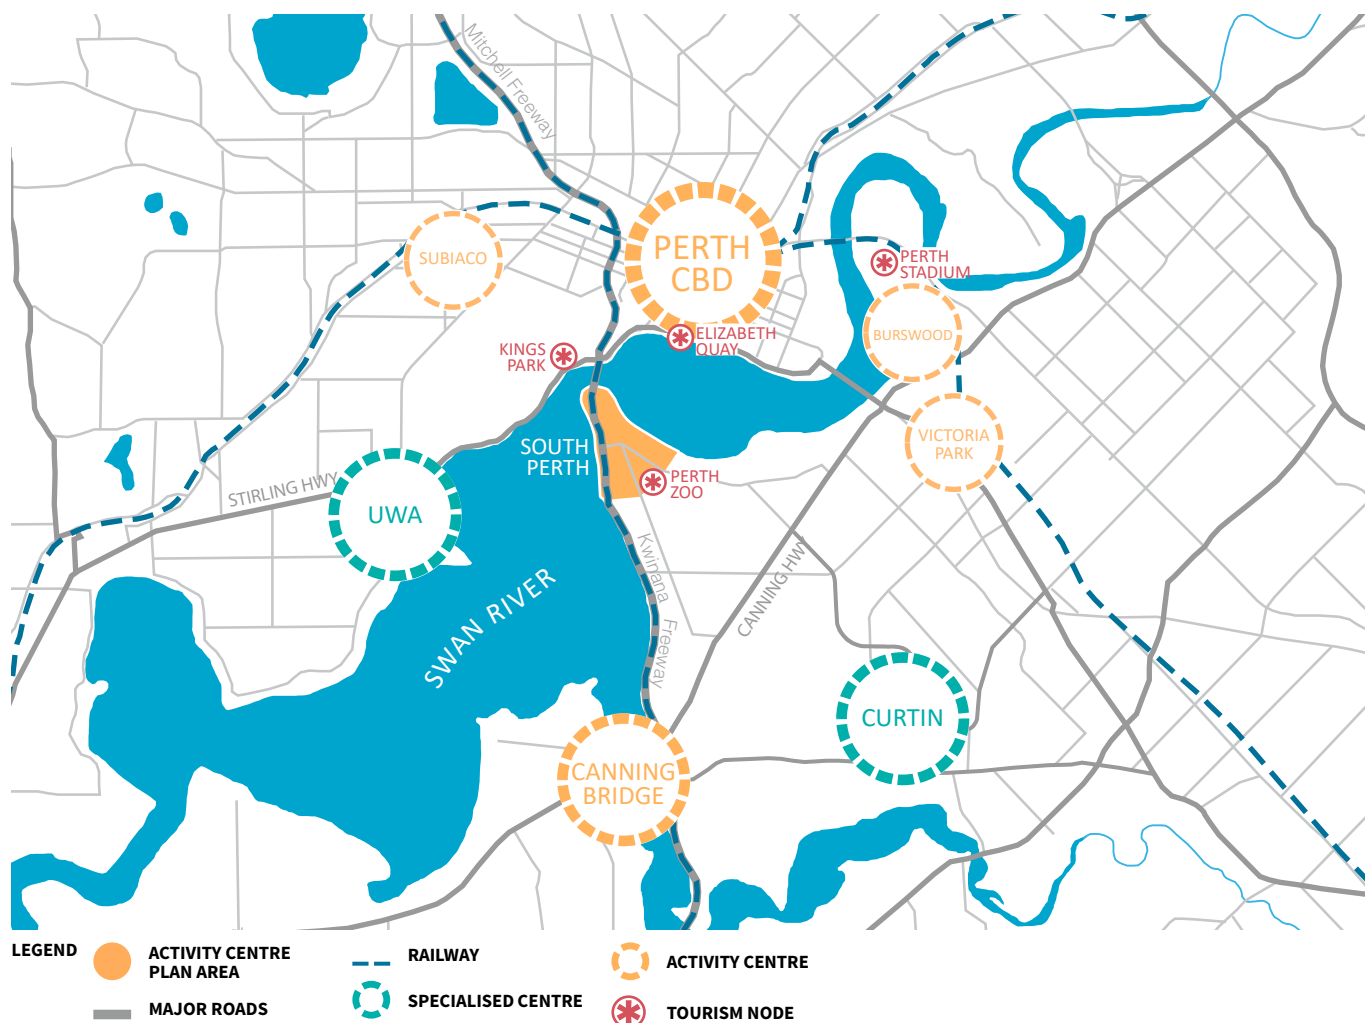 Mitchell Freeway
PERTH
CBD
SUBIACO
PERTH
STADIUM
BURSWOOD
ELIZABETH
QUAY
KINGS
PARK
VICTORIA
PARK
SOUTH
PERTH
PERTH
ZOO
STIRLING HWY
UWA
Kwinana
Freeway
CANNING HWY
SWAN RIVER
CURTIN
CANNING
BRIDGE
LEGEND
ACTIVITY CENTRE
PLAN AREA
RAILWAY
ACTIVITY CENTRE
MAJOR ROADS
SPECIALISED CENTRE
TOURISM NODE